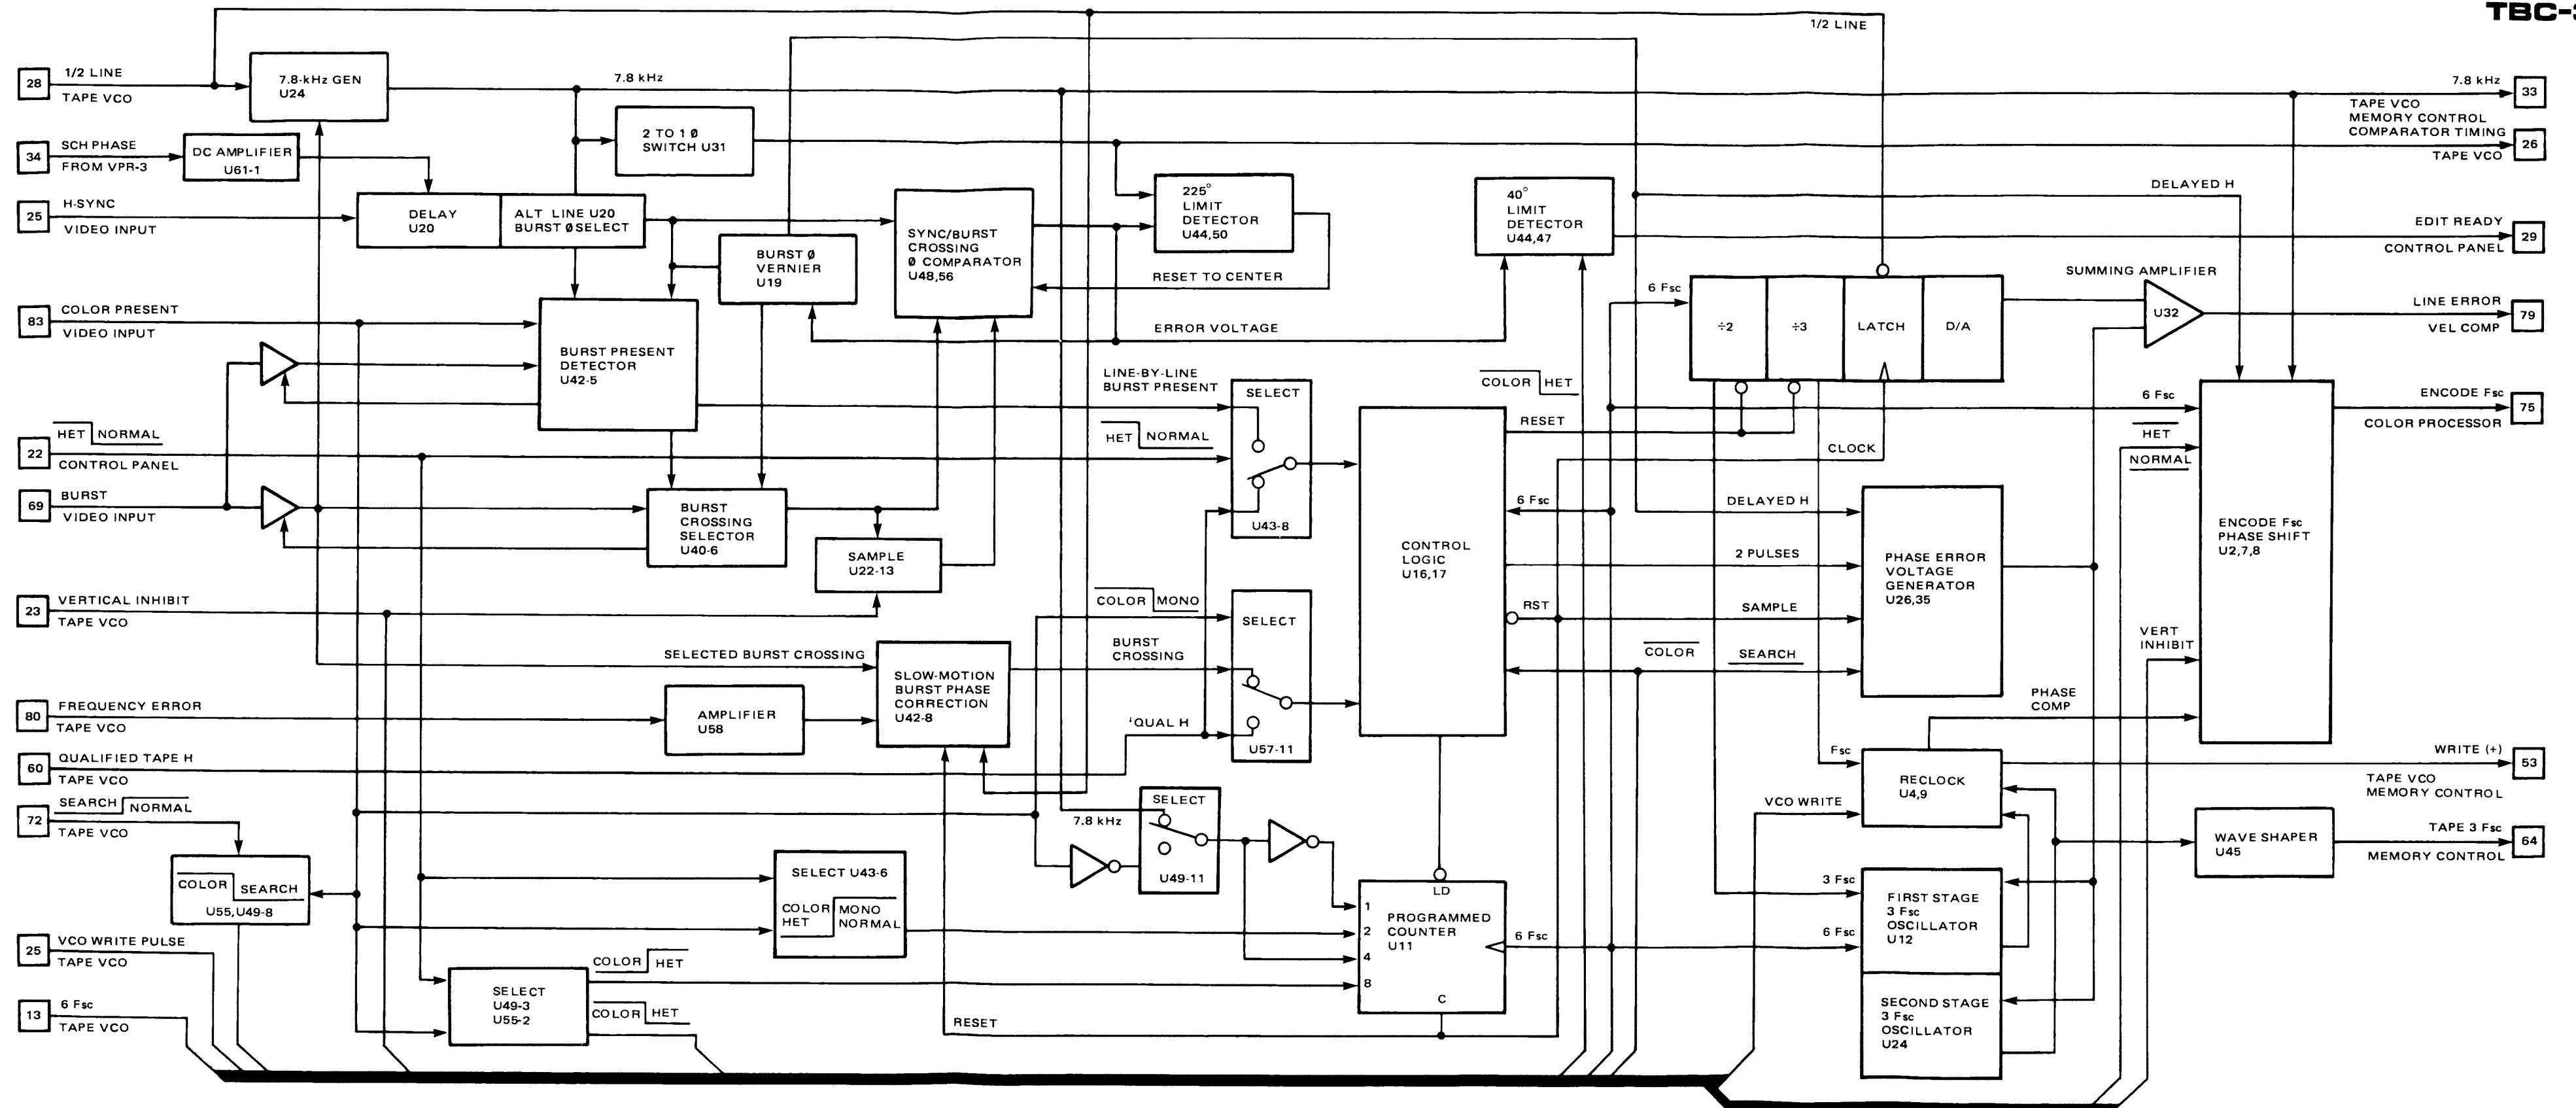 TBC-
1/2 LINE
28
1/2 LINE
TAPE VCO
7.8-kHz GEN
U24
7.8 kHz
7.8 kHz
33
TAPE VCO
MEMORY CONTROL
COMPARATOR TIMING
26
TAPE VCO
34
SCH PHASE
FROM VPR-3
DC AMPLIFIER
U61-1
2 TO 1 Ø
SWITCH U31
25
H-SYNC
VIDEO INPUT
DELAY
U20
ALT LINE U20
BURST Ø SELECT
BURST Ø
VERNIER
U19
SYNC/BURST
CROSSING
Ø COMPARATOR
U48,56
225°
LIMIT
DETECTOR
U44,50
RESET TO CENTER
ERROR VOLTAGE
40°
LIMIT
DETECTOR
U44,47
DELAYED H
EDIT READY
29
CONTROL PANEL
SUMMING AMPLIFIER
U32
LINE ERROR
79
VEL COMP
6 Fsc
÷2
÷3
LATCH
D/A
83
COLOR PRESENT
VIDEO INPUT
BURST PRESENT
DETECTOR
U42-5
LINE-BY-LINE
BURST PRESENT
SELECT
COLOR HET
RESET
CLOCK
6 Fsc
ENCODE Fsc
75
COLOR PROCESSOR
HET NORMAL
22
CONTROL PANEL
HET NORMAL
HET
NORMAL
69
BURST
VIDEO INPUT
BURST
CROSSING
SELECTOR
U40-6
SAMPLE
U22-13
U43-8
CONTROL
LOGIC
U16,17
6 Fsc
DELAYED H
2 PULSES
RST
SAMPLE
COLOR
SEARCH
PHASE ERROR
VOLTAGE
GENERATOR
U26,35
ENCODE Fsc
PHASE SHIFT
U2,7,8
VERT
INHIBIT
23
VERTICAL INHIBIT
TAPE VCO
COLOR MONO
SELECT
SELECTED BURST CROSSING
BURST
CROSSING
SLOW-MOTION
BURST PHASE
CORRECTION
U42-8
80
FREQUENCY ERROR
TAPE VCO
AMPLIFIER
U58
QUAL H
U57-11
PHASE
COMP
60
QUALIFIED TAPE H
TAPE VCO
Fsc
RECLOCK
U4,9
WRITE (+)
53
TAPE VCO
MEMORY CONTROL
72
SEARCH NORMAL
TAPE VCO
7.8 kHz
SELECT
U49-11
VCO WRITE
WAVE SHAPER
U45
TAPE 3 Fsc
64
MEMORY CONTROL
COLOR SEARCH
U55,U49-8
SELECT U43-6
COLOR MONO
HET NORMAL
LD
1
2
4
8
PROGRAMMED
COUNTER
U11
C
6 Fsc
3 Fsc
6 Fsc
FIRST STAGE
3 Fsc
OSCILLATOR
U12
SECOND STAGE
3 Fsc
OSCILLATOR
U24
25
VCO WRITE PULSE
TAPE VCO
SELECT
U49-3
U55-2
COLOR HET
COLOR HET
RESET
13
6 Fsc
TAPE VCO